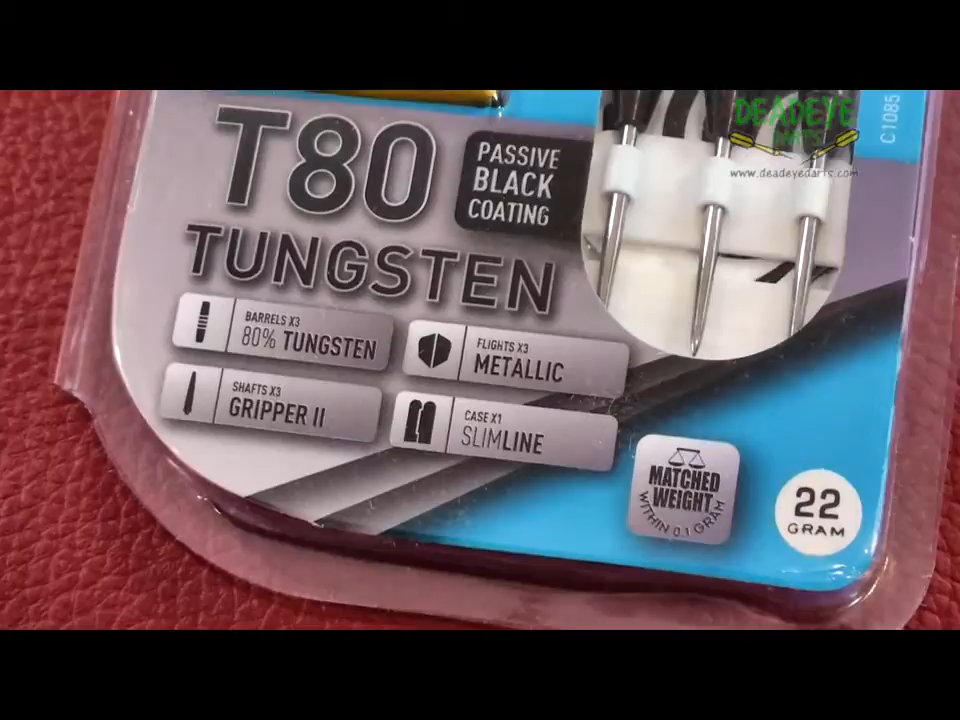 DEADEYE
DARTS
www.deadeyedarts.com
C1085
T80
TUNGSTEN
PASSIVE
BLACK
COATING
BARRELS X3
80% TUNGSTEN
FLIGHTS X3
METALLIC
SHAFTS X3
GRIPPER II
CASE X1
SLIMLINE
MATCHED
WEIGHT
WITHIN 0.1 GRAM
22
GRAM